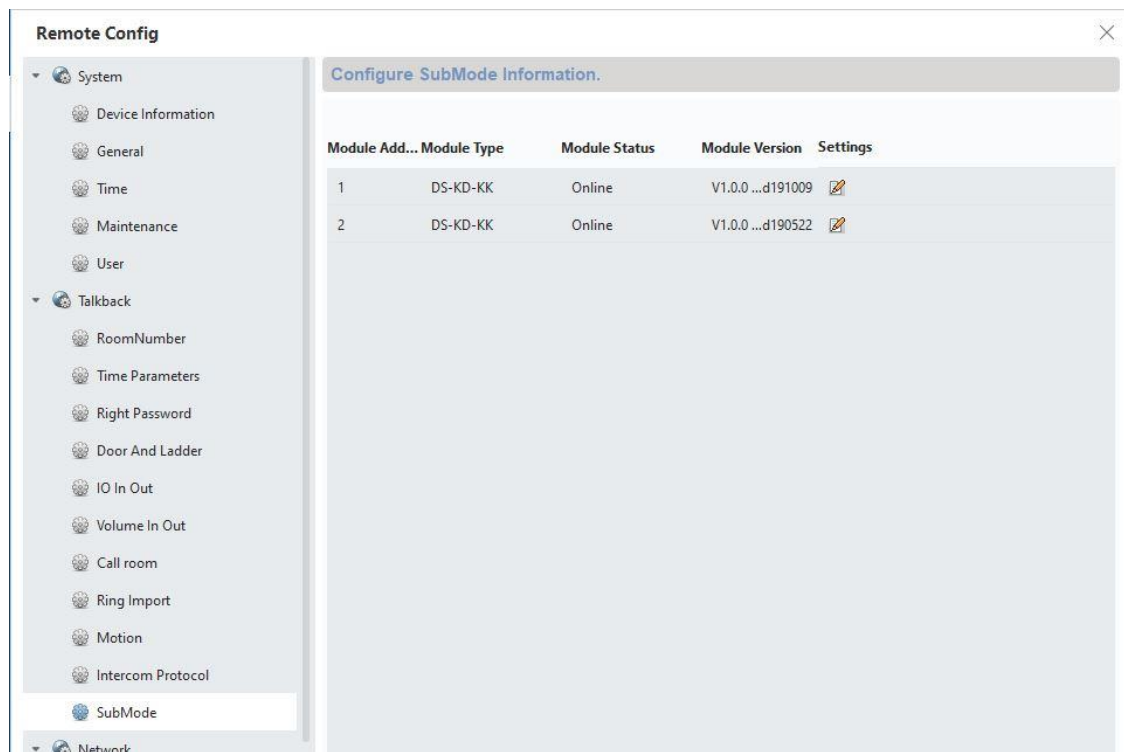 Remote Config
System
Device Information
General
Time
Maintenance
User
Talkback
RoomNumber
Time Parameters
Right Password
Door And Ladder
IO In Out
Volume In Out
Call room
Ring Import
Motion
Intercom Protocol
SubMode
Network
Configure SubMode Information.
Module Add... Module Type Module Status Module Version Settings
1 DS-KD-KK Online V1.0.0 ...d191009
2 DS-KD-KK Online V1.0.0 ...d190522